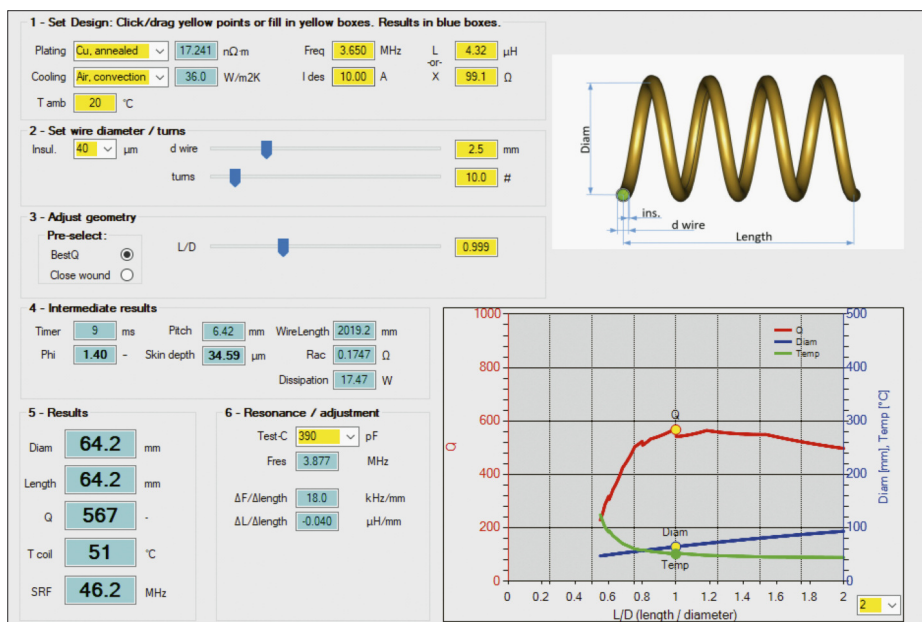 1 - Set Design: Click/drag yellow points or fill in yellow boxes. Results in blue boxes.
Plating Cu, annealed 17.241 nΩ·m Freq 3.650 MHz L 4.32 µH
-or-
Cooling Air, convection 36.0 W/m2K I des 10.00 A X 99.1 Ω
T amb 20 °C
2 - Set wire diameter / turns
Insul. 40 µm d wire 2.5 mm
turns 10.0 #
3 - Adjust geometry
Pre-select:
BestQ L/D 0.999
Close wound
Diam
ins.
d wire
Length
4 - Intermediate results
Timer 9 ms Pitch 6.42 mm WireLength 2019.2 mm
Phi 1.40 - Skin depth 34.59 µm Rac 0.1747 Ω
Dissipation 17.47 W
5 - Results
Diam 64.2 mm
Length 64.2 mm
Q 567 -
T coil 51 °C
SRF 46.2 MHz
6 - Resonance / adjustment
Test-C 390 pF
Fres 3.877 MHz
ΔF/Δlength 18.0 kHz/mm
ΔL/Δlength -0.040 µH/mm
1000 500
Q
Diam
Temp
800 400
600 Q 300
400 200
200 100
Diam
Temp
0 0
Q
Diam [mm], Temp [°C]
0 0.2 0.4 0.6 0.8 1 1.2 1.4 1.6 1.8 2
L/D (length / diameter)
2